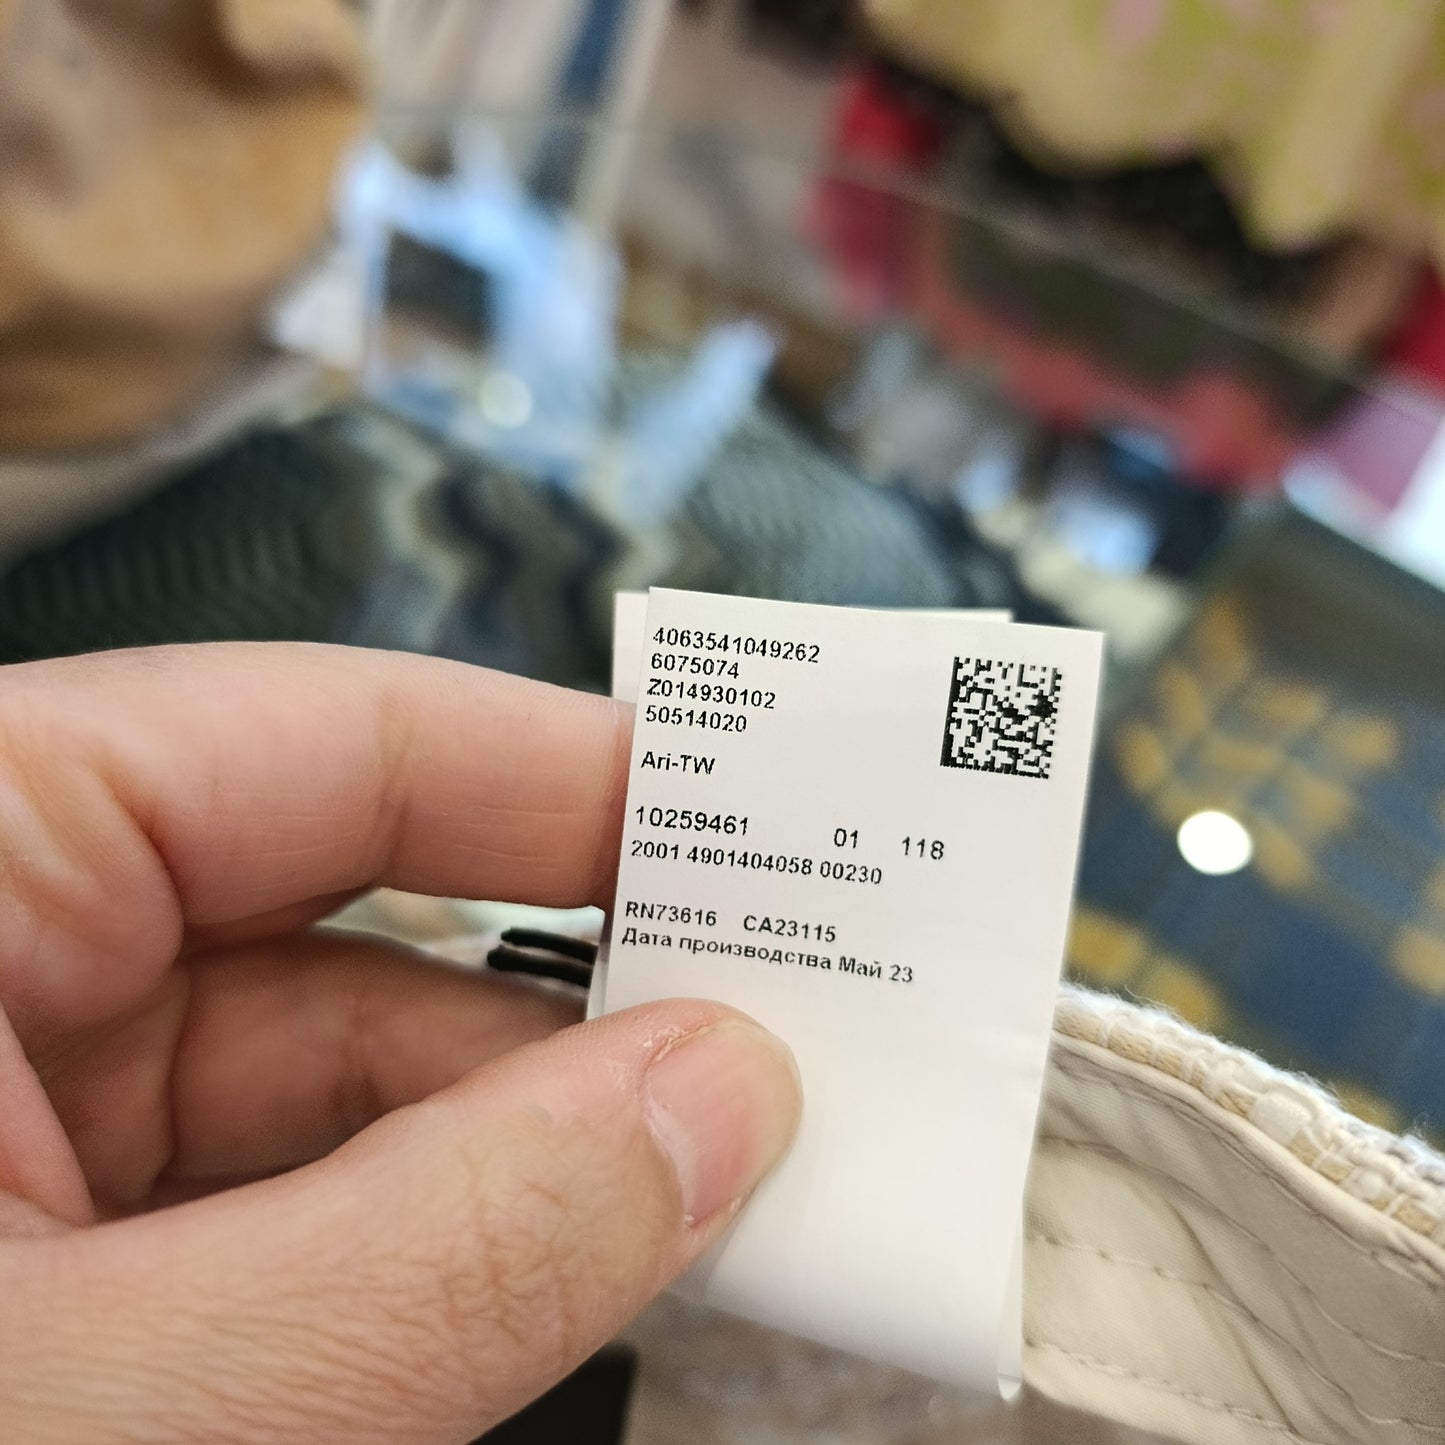 4063541049262
6075074
Z014930102
50514020
Ari-TW
10259461 01 118
2001 4901404058 00230
RN73616 CA23115
Дата производства Май 23